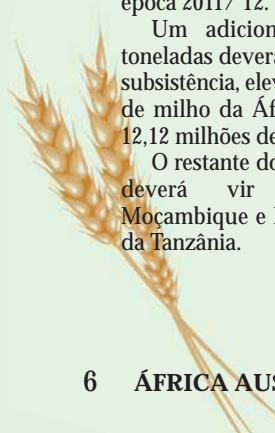 época 20117 12.
Um adicion
toneladas deverá
subsistência, elev
de milho da Áf
12,12 milhões de
O restante do
deverá vir
Moçambique e
da Tanzânia.
6 ÁFRICA AUS